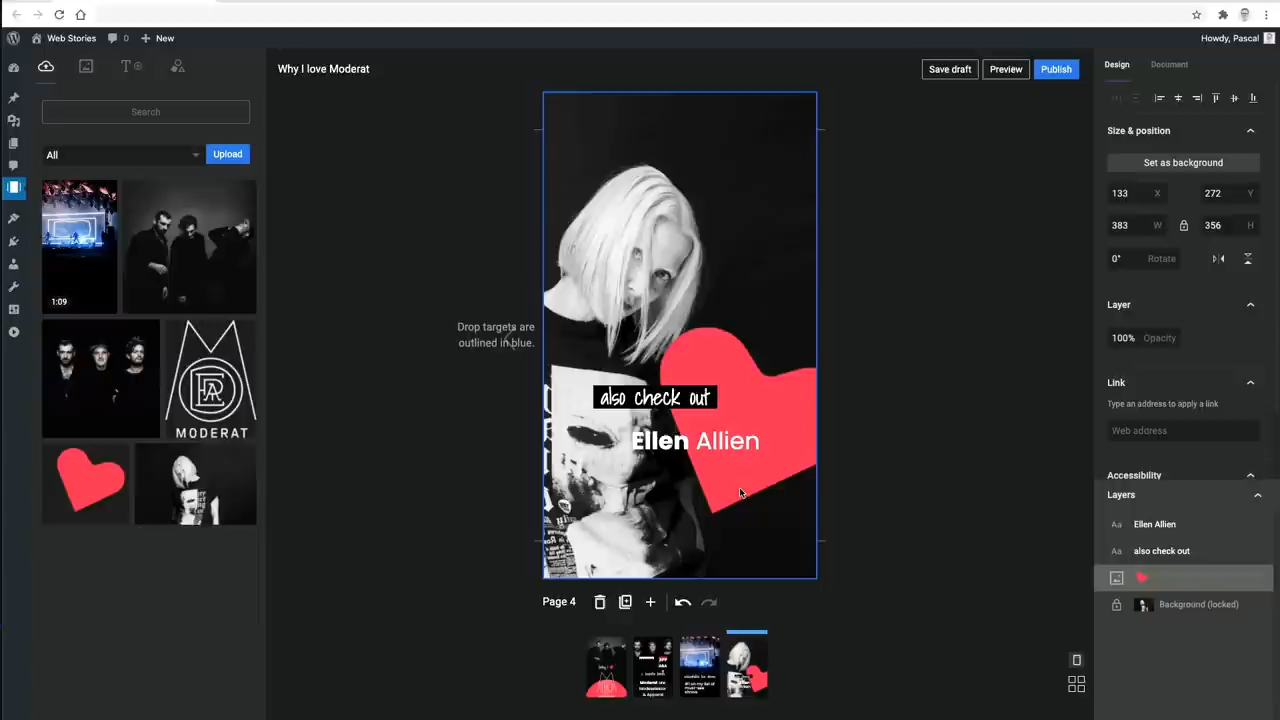 Web Stories 0 New Howdy, Pascal
Why I love Moderat
Save draft Preview Publish
Design Document
Search
All Upload
1:09
MODERAT
Drop targets are
outlined in blue.
also check out
Ellen Allien
Page 4
Size & position
Set as background
133 X 272 Y
383 W 356 H
0° Rotate
Layer
100% Opacity
Link
Type an address to apply a link
Web address
Accessibility
Layers
Aa Ellen Allien
Aa also check out
Background (locked)